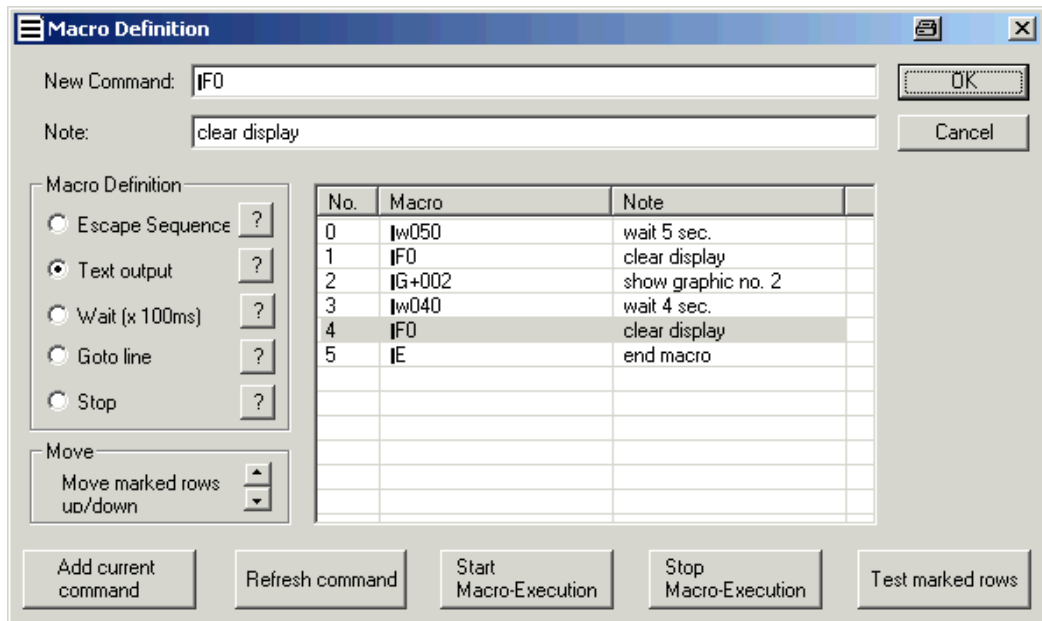 Macro Definition
New Command: |F0
OK
Note: clear display
Cancel
Macro Definition
Escape Sequence ?
Text output ?
Wait (x 100ms) ?
Goto line ?
Stop ?
No. Macro Note
0 |w050 wait 5 sec.
1 |F0 clear display
2 |G+002 show graphic no. 2
3 |w040 wait 4 sec.
4 |F0 clear display
5 |E end macro
Move
Move marked rows
up/down
Add current
command
Refresh command
Start
Macro-Execution
Stop
Macro-Execution
Test marked rows